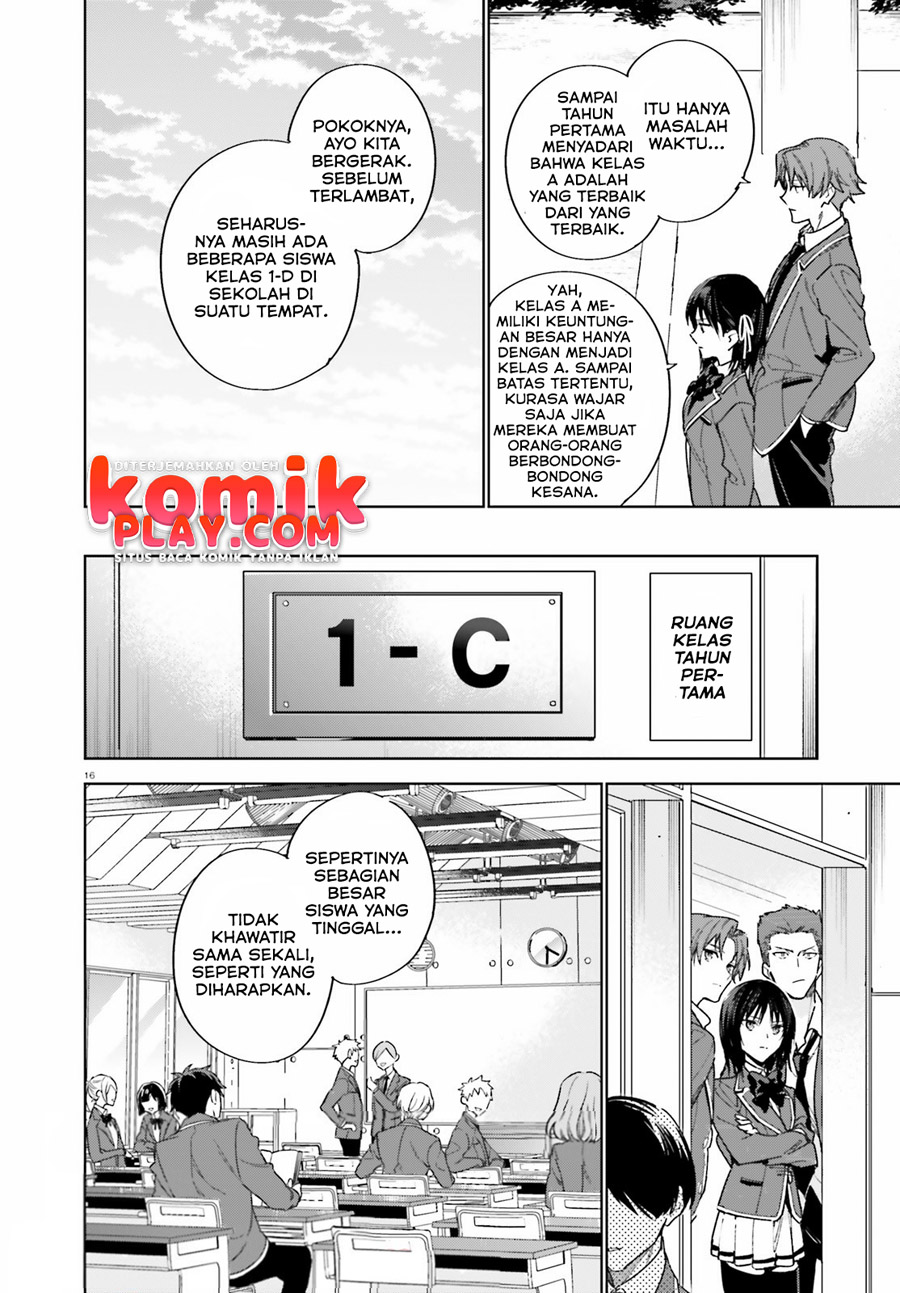 ITU HANYA
MASALAH
WAKTU...
SAMPAI
TAHUN
PERTAMA
MENYADARI
BAHWA KELAS
A ADALAH
YANG TERBAIK
DARI YANG
TERBAIK.
YAH,
KELAS A ME-
MILIKI KEUNTUNG-
AN BESAR HANYA
DENGAN MENJADI
KELAS A. SAMPAI
BATAS TERTENTU,
KURASA WAJAR
SAJA JIKA
MEREKA MEMBUAT
ORANG-ORANG
BERBONDONG-
BONDONG
KESANA.
POKOKNYA,
AYO KITA
BERGERAK.
SEBELUM
TERLAMBAT,
SEHARUS-
NYA MASIH ADA
BEBERAPA SISWA
KELAS 1-D DI
SEKOLAH DI
SUATU TEMPAT.
DITERJEMAHKAN OLEH
komik
PLAY.COM
SITUS BACA KOMIK TANPA IKLAN
RUANG
KELAS
TAHUN
PER-
TAMA
1 - C
16
SEPERTINYA
SEBAGIAN
BESAR
SISWA YANG
TINGGAL...
TIDAK
KHAWATIR
SAMA SEKALI,
SEPERTI YANG
DIHARAPKAN.